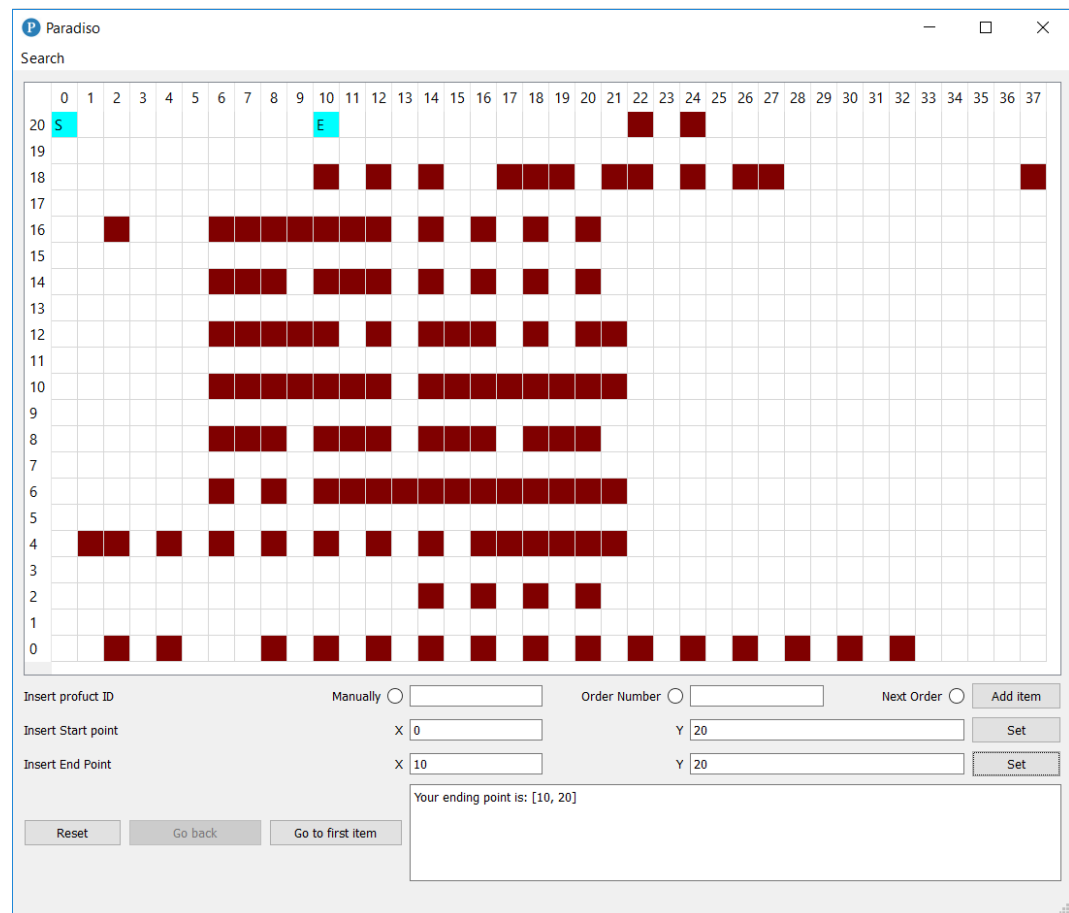 P Paradiso
Search
0 1 2 3 4 5 6 7 8 9 10 11 12 13 14 15 16 17 18 19 20 21 22 23 24 25 26 27 28 29 30 31 32 33 34 35 36 37
20 S E
19
18
17
16
15
14
13
12
11
10
9
8
7
6
5
4
3
2
1
0
Insert profuct ID Manually Order Number Next Order Add item
Insert Start point X 0 Y 20 Set
Insert End Point X 10 Y 20 Set
Your ending point is: [10, 20]
Reset Go back Go to first item